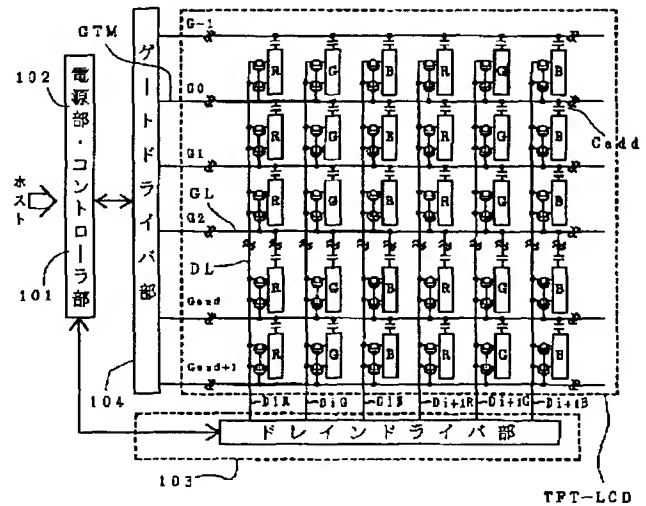 GTM
G-1
G0
G1
GL
G2
DL
Gend
Gend+1
102
電源部・コントローラ部
101
ホスト
ゲートドライバ部
104
R G B R G B
R G B R G B
R G B R G B
R G B R G B
R G B R G B
Cadd
DiR DiG DiB Di+1R Di+1G Di+1B
ドレインドライバ部
103
TFT-LCD